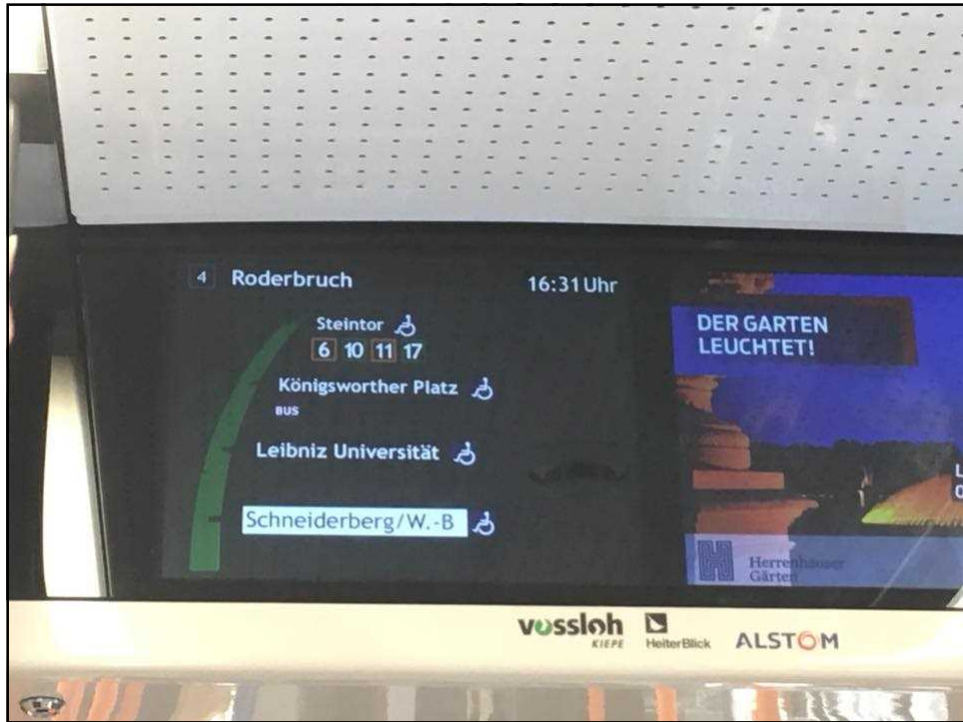 4 Roderbruch 16:31 Uhr
Steintor
6 10 11 17
Königsworther Platz
BUS
Leibniz Universität
Schneiderberg/W.-B
DER GARTEN
LEUCHTET!
Herrenhäuser
Gärten
vossloh
KIEPE
HeiterBlick
ALSTOM